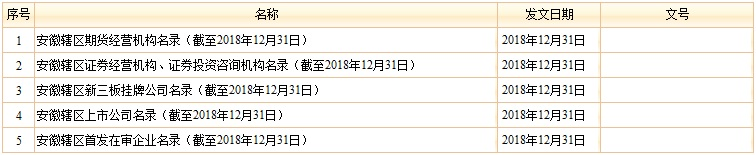 序号 名称 发文日期 文号
1 安徽辖区期货经营机构名录（截至2018年12月31日） 2018年12月31日
2 安徽辖区证券经营机构、证券投资咨询机构名录（截至2018年12月31日） 2018年12月31日
3 安徽辖区新三板挂牌公司名录（截至2018年12月31日） 2018年12月31日
4 安徽辖区上市公司名录（截至2018年12月31日） 2018年12月31日
5 安徽辖区首发在审企业名录（截至2018年12月31日） 2018年12月31日